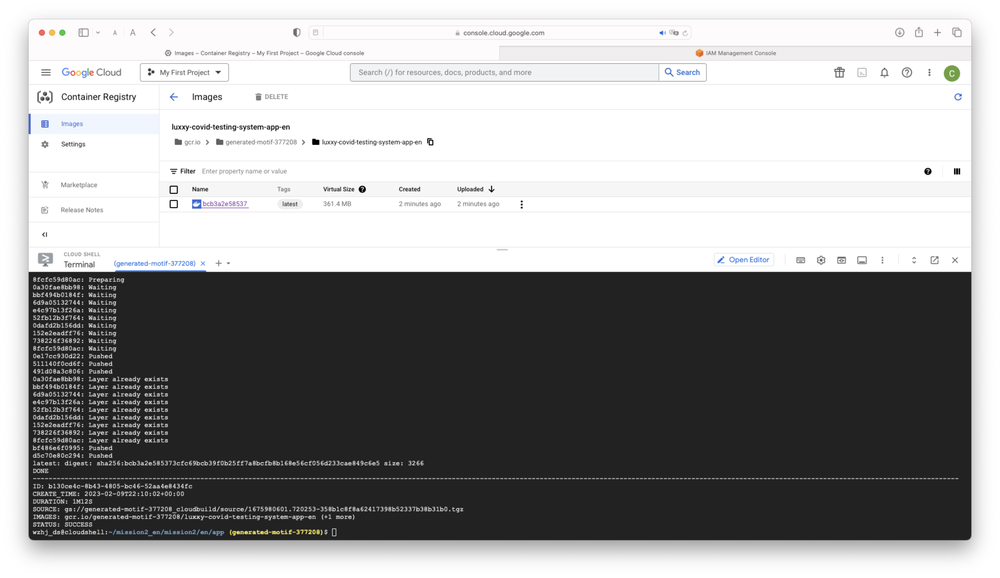 A A
console.cloud.google.com
Images – Container Registry – My First Project – Google Cloud console
IAM Management Console
Google Cloud
My First Project
Search (/) for resources, docs, products, and more
Search
C
Container Registry
Images
DELETE
Images
Settings
Marketplace
Release Notes
luxxy-covid-testing-system-app-en
gcr.io
generated-motif-377208
luxxy-covid-testing-system-app-en
Filter Enter property name or value
Name Tags Virtual Size Created Uploaded
bcb3a2e58537 latest 361.4 MB 2 minutes ago 2 minutes ago
CLOUD SHELL
Terminal
(generated-motif-377208)
Open Editor
8fcfc59d80ac: Preparing
0a30fae8bb98: Waiting
bbf494b0184f: Waiting
6d9a05132744: Waiting
e4c97b13f26a: Waiting
52fb12b3f764: Waiting
0dafd2b156dd: Waiting
152e2eadff76: Waiting
738226f36892: Waiting
8fcfc59d80ac: Waiting
0e17cc930d22: Pushed
511140f0cd6f: Pushed
491d08a3c806: Pushed
0a30fae8bb98: Layer already exists
bbf494b0184f: Layer already exists
6d9a05132744: Layer already exists
e4c97b13f26a: Layer already exists
52fb12b3f764: Layer already exists
0dafd2b156dd: Layer already exists
152e2eadff76: Layer already exists
738226f36892: Layer already exists
8fcfc59d80ac: Layer already exists
bf486e6f0995: Pushed
d5c70e80c294: Pushed
latest: digest: sha256:bcb3a2e585373cfc69bcb39f0b25ff7a8bcfb8b168e56cf056d233cae849c6e5 size: 3266
DONE
ID: b130ce4c-8b43-4805-bc46-52aa4e8434fc
CREATE_TIME: 2023-02-09T22:10:02+00:00
DURATION: 1M12S
SOURCE: gs://generated-motif-377208_cloudbuild/source/1675980601.720253-358b1c8f8a62417398b52337b38b31b0.tgz
IMAGES: gcr.io/generated-motif-377208/luxxy-covid-testing-system-app-en (+1 more)
STATUS: SUCCESS
wzhj_ds@cloudshell:~/mission2_en/mission2/en/app (generated-motif-377208)$